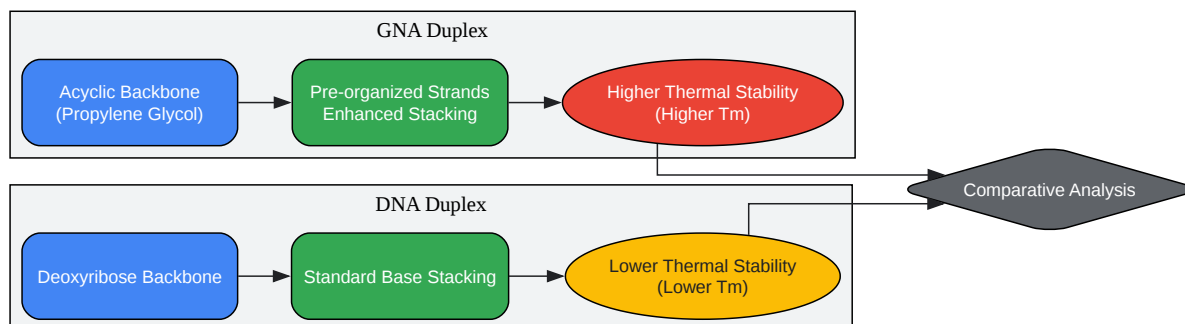 GNA Duplex
Acyclic Backbone
(Propylene Glycol)
Pre-organized Strands
Enhanced Stacking
Higher Thermal Stability
(Higher Tm)
Comparative Analysis
DNA Duplex
Deoxyribose Backbone
Standard Base Stacking
Lower Thermal Stability
(Lower Tm)